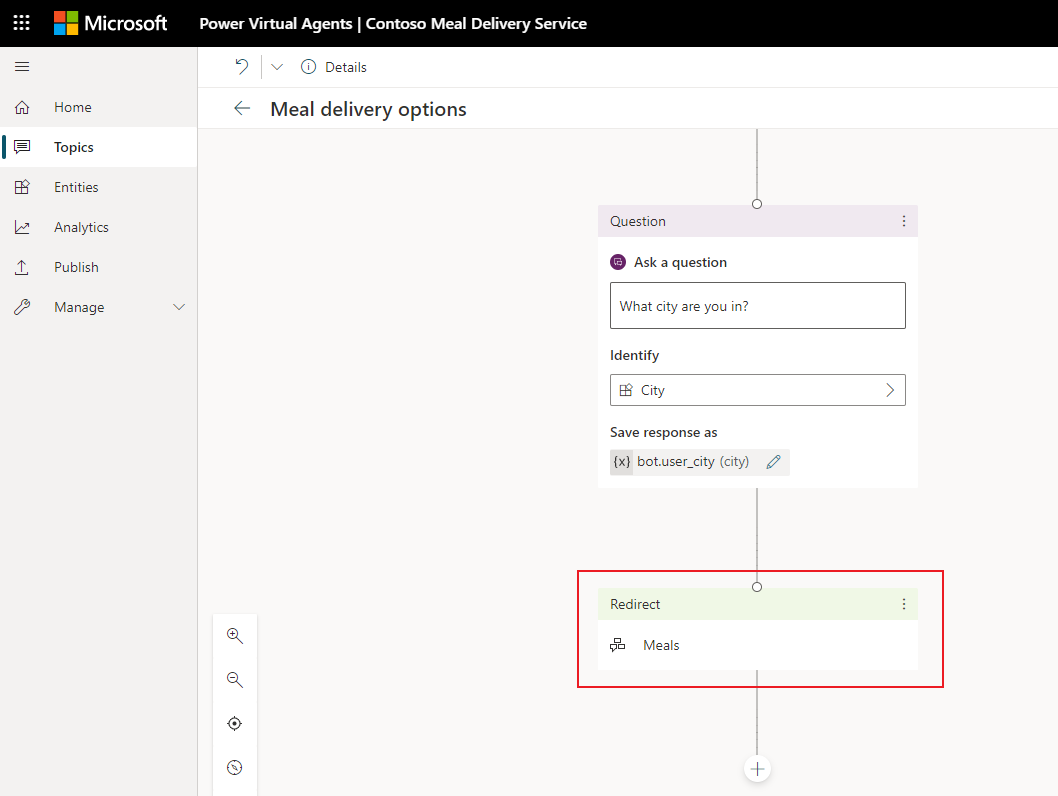 Microsoft Power Virtual Agents | Contoso Meal Delivery Service
Details
Meal delivery options
Home
Topics
Entities
Analytics
Publish
Manage
Question
Ask a question
What city are you in?
Identify
City
Save response as
{x} bot.user_city (city)
Redirect
Meals